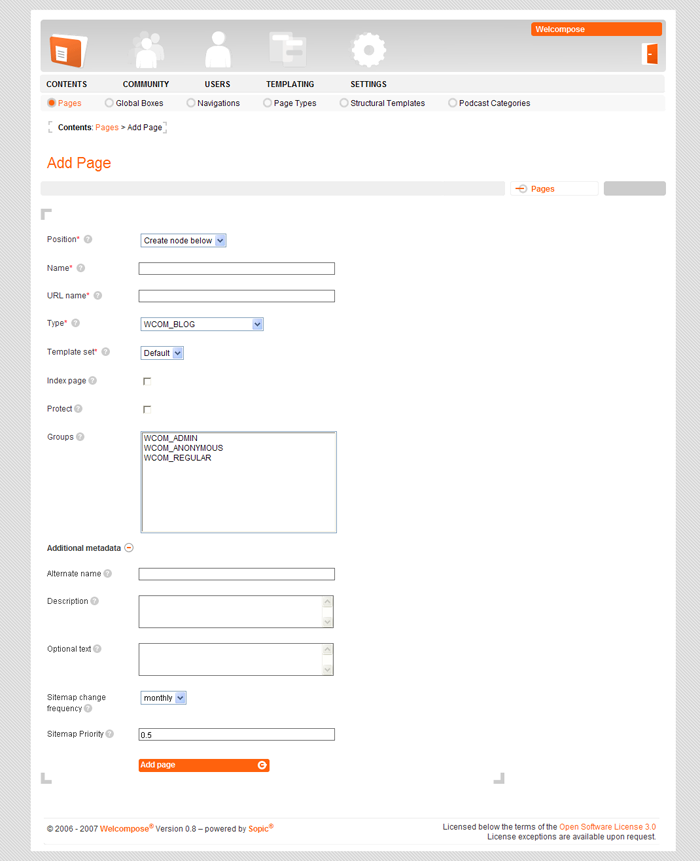 Welcompose
CONTENTS COMMUNITY USERS TEMPLATING SETTINGS
Pages Global Boxes Navigations Page Types Structural Templates Podcast Categories
Contents: Pages > Add Page
Add Page
Pages
Position* ? Create node below
Name* ?
URL name* ?
Type* ? WCOM_BLOG
Template set* ? Default
Index page ?
Protect ?
Groups ? WCOM_ADMIN
WCOM_ANONYMOUS
WCOM_REGULAR
Additional metadata
Alternate name ?
Description ?
Optional text ?
Sitemap change
frequency ? monthly
Sitemap Priority ? 0.5
Add page
© 2006 - 2007 Welcompose® Version 0.8 – powered by Sopic®
Licensed below the terms of the Open Software License 3.0
License exceptions are available upon request.